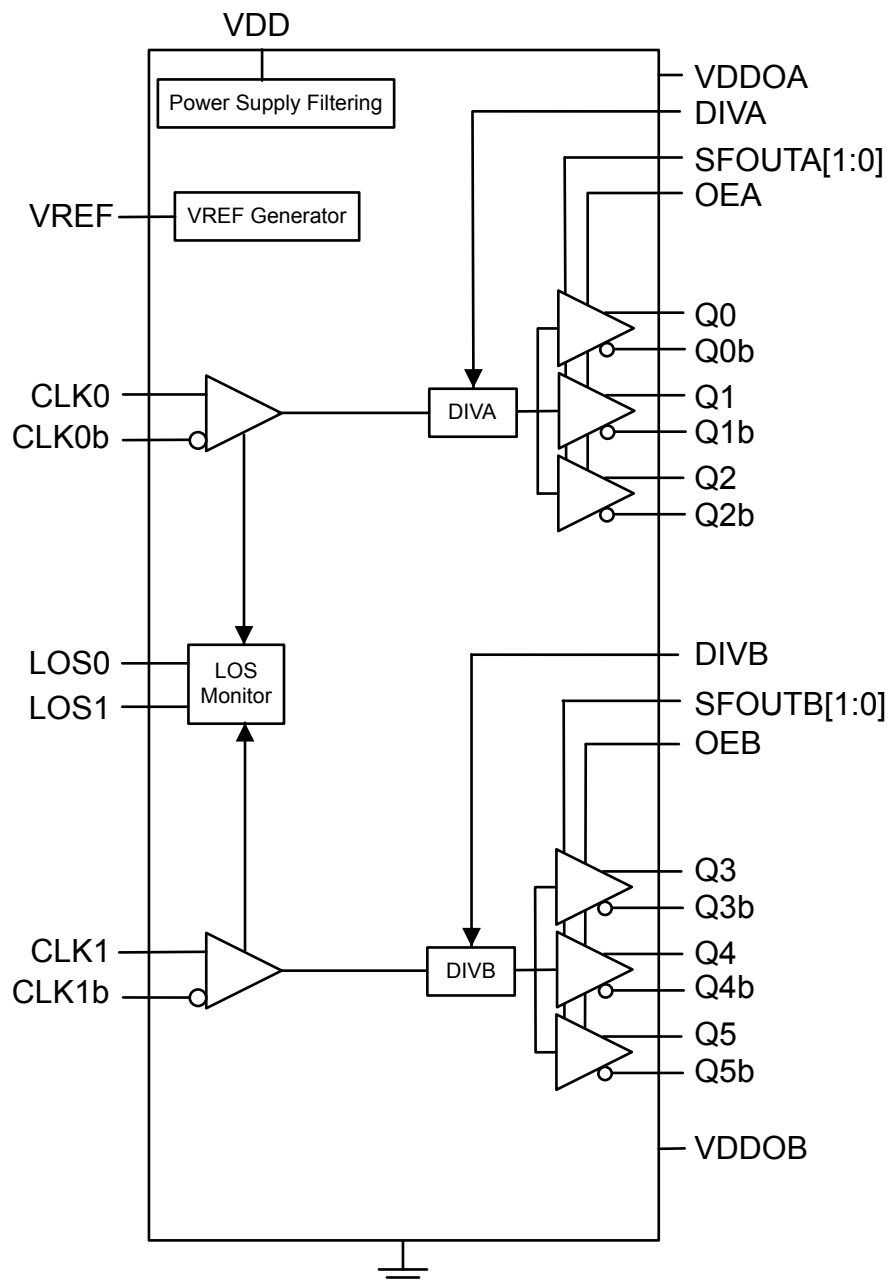 VDD
Power Supply Filtering
VREF
VREF Generator
CLK0
CLK0b
LOS0
LOS1
LOS
Monitor
CLK1
CLK1b
DIVA
DIVB
VDDOA
DIVA
SFOUTA[1:0]
OEA
Q0
Q0b
Q1
Q1b
Q2
Q2b
DIVB
SFOUTB[1:0]
OEB
Q3
Q3b
Q4
Q4b
Q5
Q5b
VDDOB